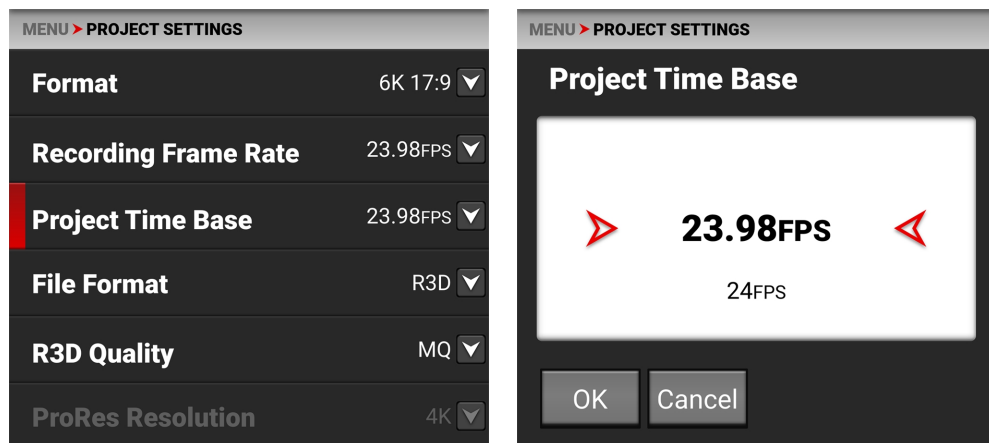 MENU PROJECT SETTINGS
Format 6K 17:9
Recording Frame Rate 23.98FPS
Project Time Base 23.98FPS
File Format R3D
R3D Quality MQ
ProRes Resolution 4K
MENU PROJECT SETTINGS
Project Time Base
23.98FPS
24FPS
OK Cancel